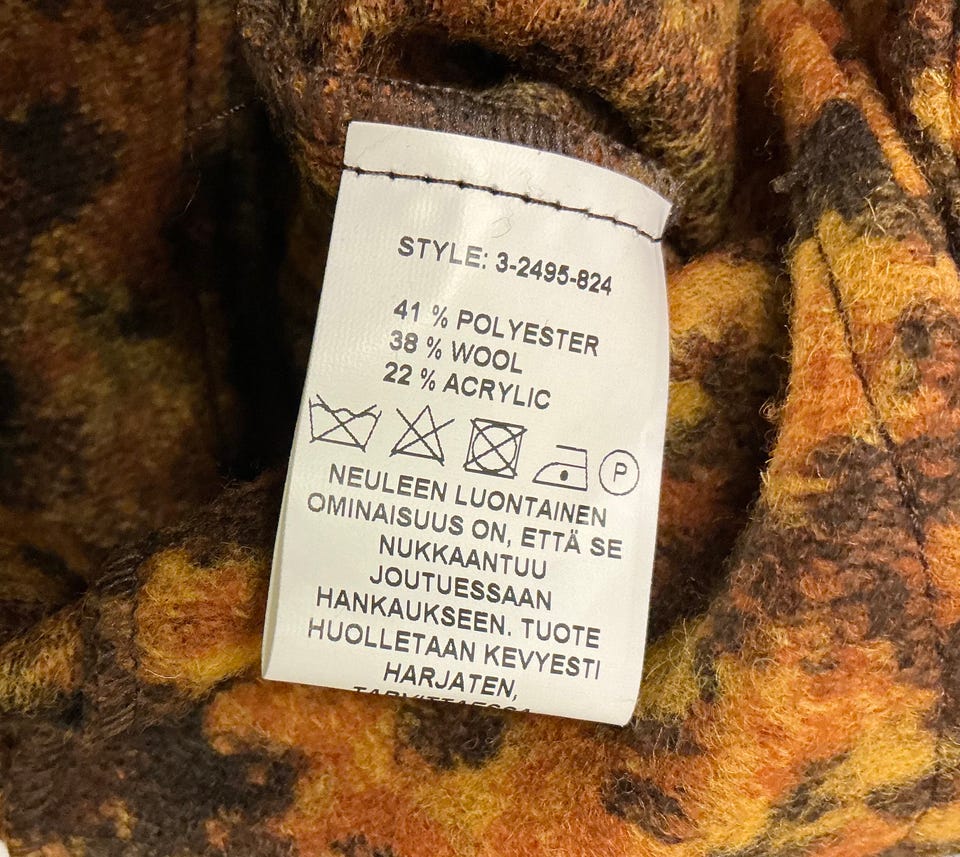 STYLE: 3-2495-824
41 % POLYESTER
38 % WOOL
22 % ACRYLIC
P
NEULEEN LUONTAINEN
OMINAISUUS ON, ETTÄ SE
NUKKAANTUU
JOUTUESSAAN
HANKAUKSEEN. TUOTE
HUOLLETAAN KEVYESTI
HARJATEN,